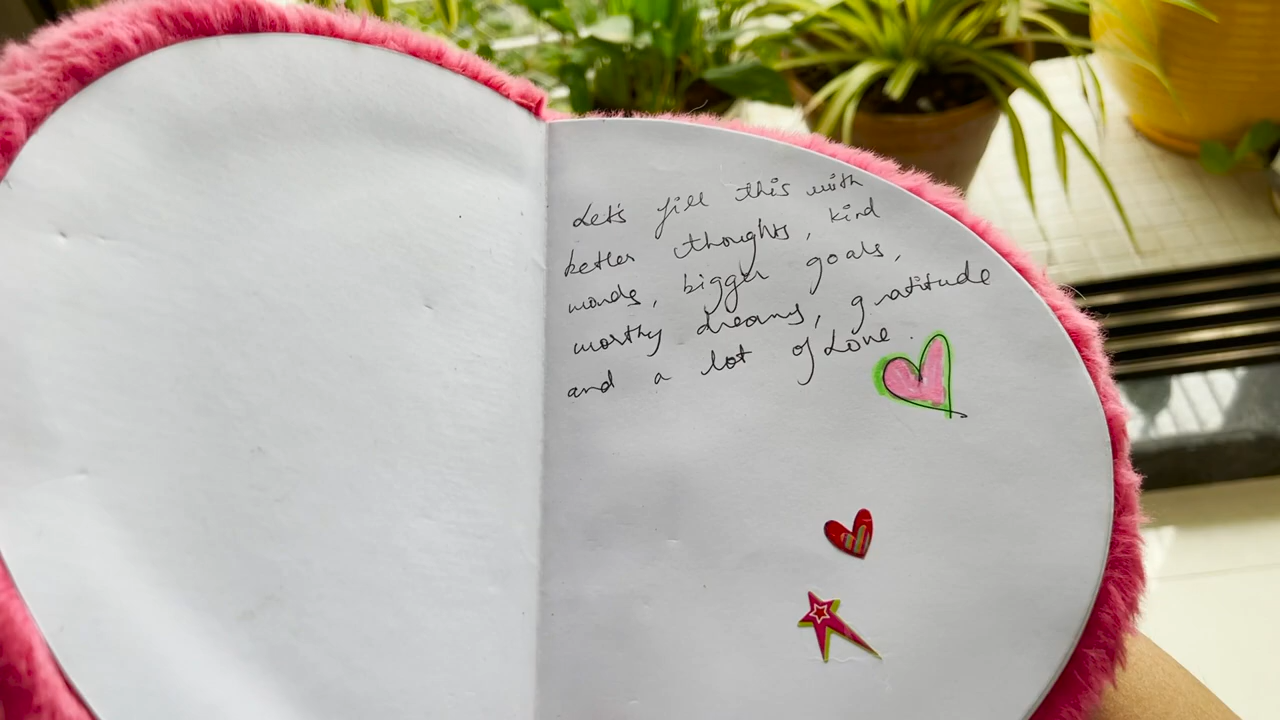 Let's fill this with
better thoughts, kind
words, bigger goals,
worthy dreams, gratitude
and a lot of Love.